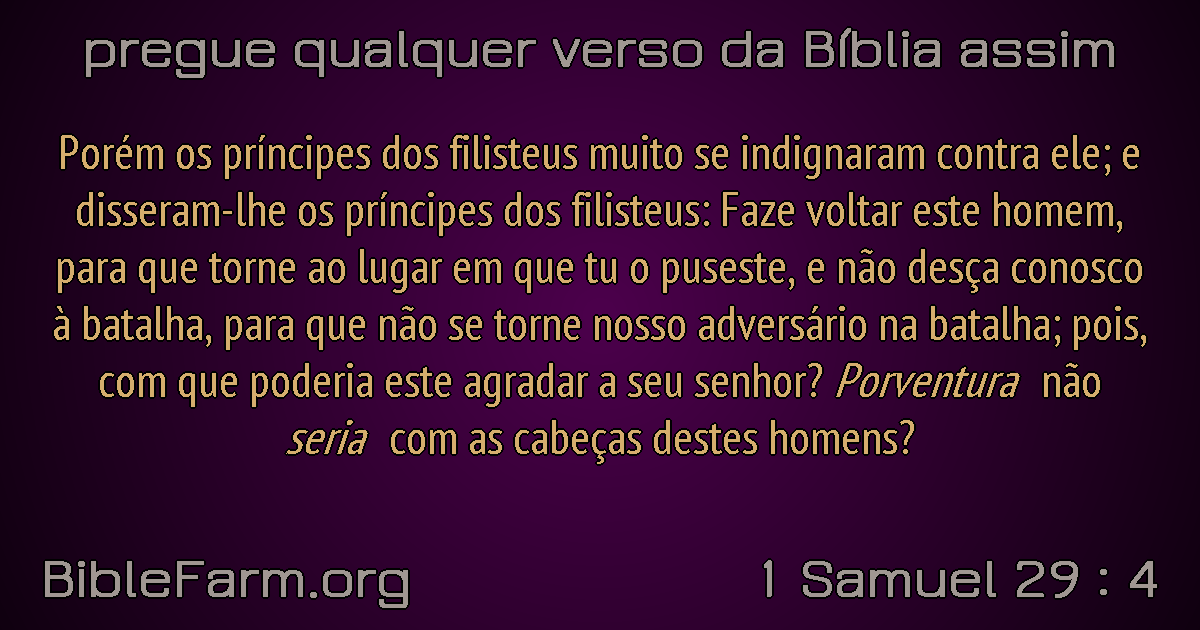 pregue qualquer verso da Bíblia assim
Porém os príncipes dos filisteus muito se indignaram contra ele; e
disseram-lhe os príncipes dos filisteus: Faze voltar este homem,
para que torne ao lugar em que tu o puseste, e não desça conosco
à batalha, para que não se torne nosso adversário na batalha; pois,
com que poderia este agradar a seu senhor? Porventura não
seria com as cabeças destes homens?
BibleFarm.org
1 Samuel 29 : 4